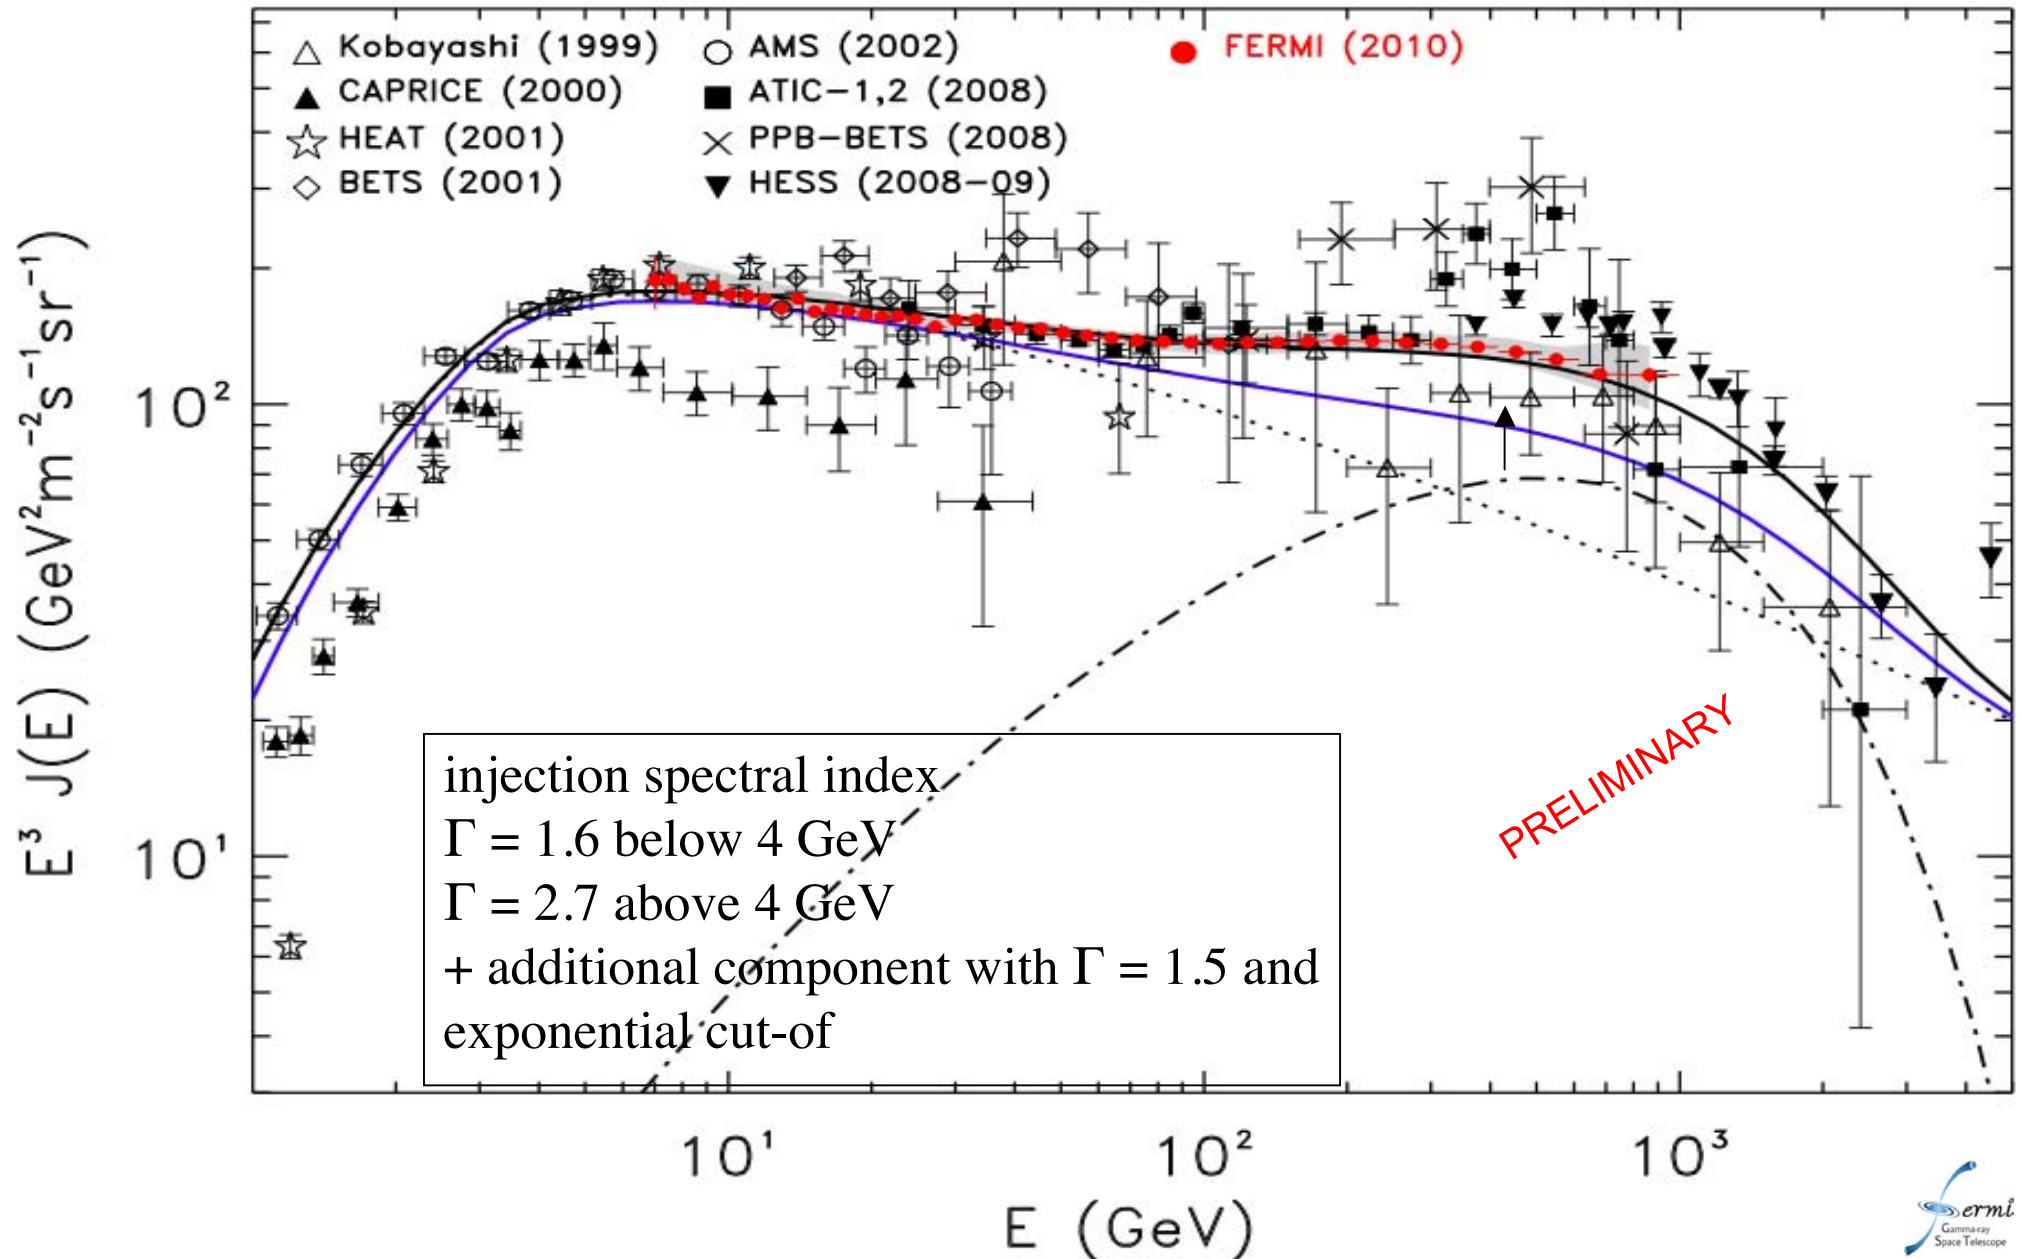 Kobayashi (1999)
CAPRICE (2000)
HEAT (2001)
BETS (2001)
AMS (2002)
ATIC-1,2 (2008)
PPB-BETS (2008)
HESS (2008-09)
FERMI (2010)
E³ J(E) (GeV²m⁻²s⁻¹sr⁻¹)
10²
10¹
injection spectral index
Γ = 1.6 below 4 GeV
Γ = 2.7 above 4 GeV
+ additional component with Γ = 1.5 and
exponential cut-of
PRELIMINARY
10¹
10²
10³
E (GeV)
Fermi
Gamma-ray
Space Telescope